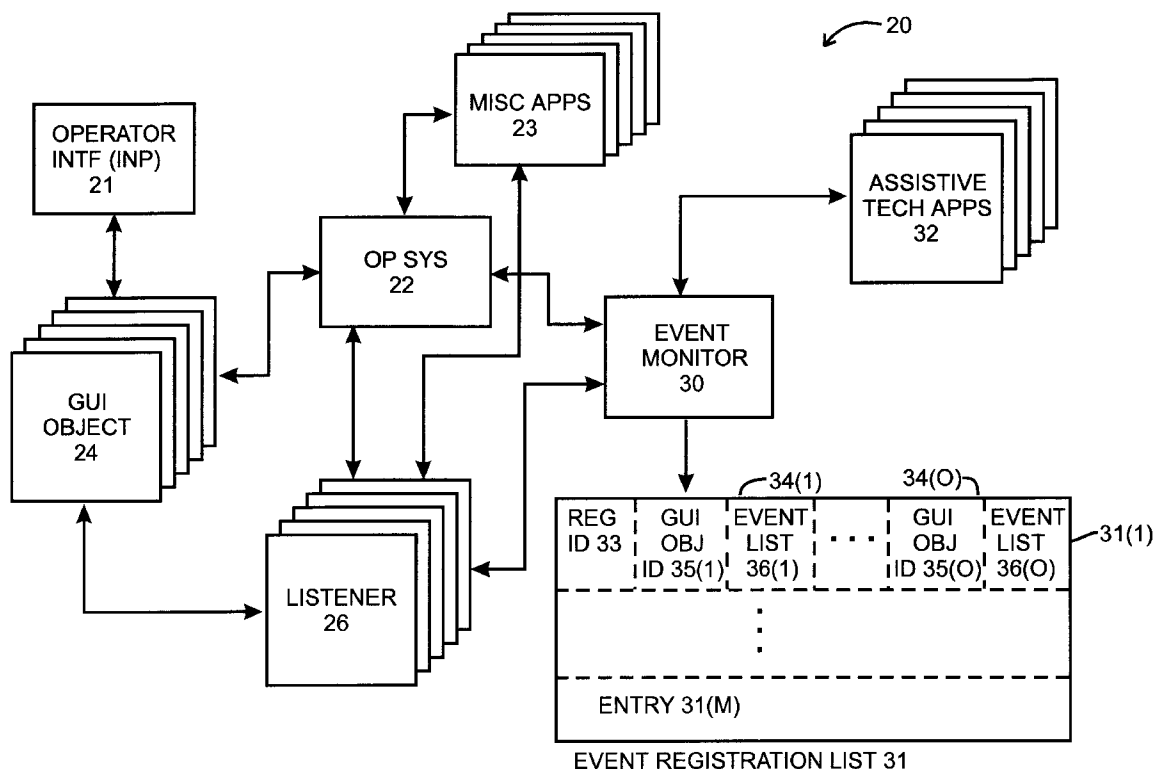 20
MISC APPS
23
OPERATOR
INTF (INP)
21
ASSISTIVE
TECH APPS
32
OP SYS
22
EVENT
MONITOR
30
GUI
OBJECT
24
LISTENER
26
34(1)
34(O)
REG
ID 33
GUI
OBJ
ID 35(1)
EVENT
LIST
36(1)
. . .
GUI
OBJ
ID 35(O)
EVENT
LIST
36(O)
31(1)
ENTRY 31(M)
EVENT REGISTRATION LIST 31